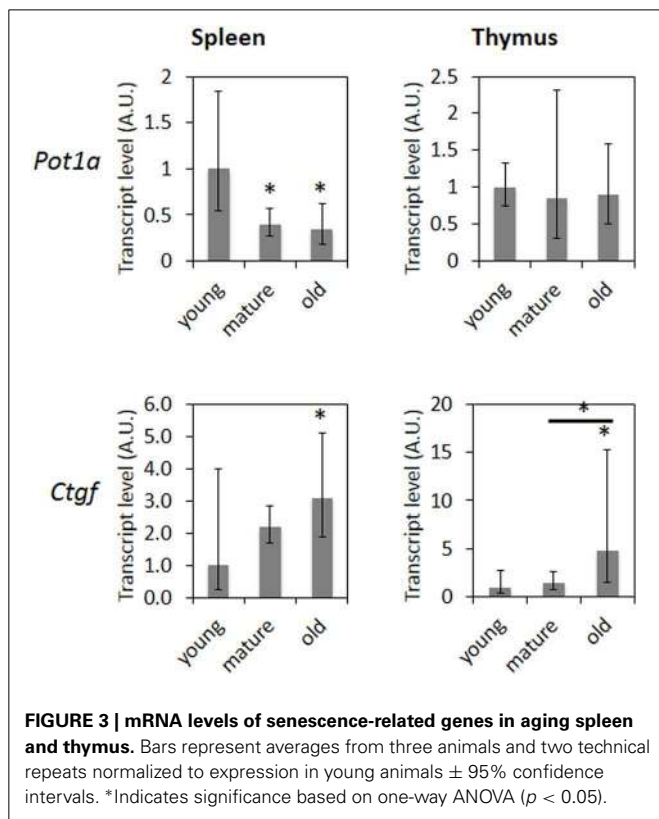 Spleen
Thymus
Pot1a
Transcript level (A.U.)
2
1.5
1
0.5
0
* *
young mature old
Transcript level (A.U.)
2.5
2
1.5
1
0.5
0
young mature old
Ctgf
Transcript level (A.U.)
6.0
5.0
4.0
3.0
2.0
1.0
0.0
*
young mature old
Transcript level (A.U.)
20
15
10
5
0
*
*
young mature old
FIGURE 3 | mRNA levels of senescence-related genes in aging spleen
and thymus. Bars represent averages from three animals and two technical
repeats normalized to expression in young animals ± 95% confidence
intervals. *Indicates significance based on one-way ANOVA (p < 0.05).